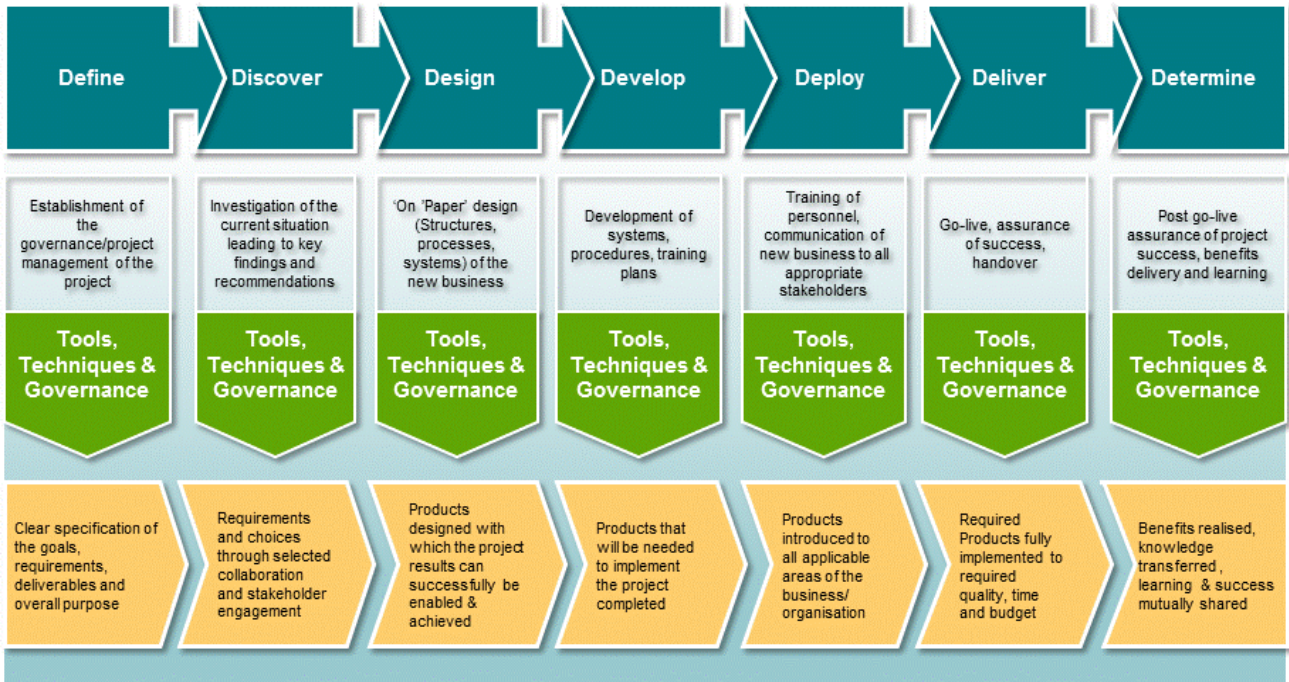 Define
Discover
Design
Develop
Deploy
Deliver
Determine
Establishment of
the
governance/project
management of the
project
Investigation of the
current situation
leading to key
findings and
recommendations
‘On ’Paper’ design
(Structures,
processes,
systems) of the
new business
Development of
systems,
procedures, training
plans
Training of
personnel,
communication of
new business to all
appropriate
stakeholders
Go-live, assurance
of success,
handover
Post go-live
assurance of project
success, benefits
delivery and learning
Tools,
Techniques &
Governance
Tools,
Techniques &
Governance
Tools,
Techniques &
Governance
Tools,
Techniques &
Governance
Tools,
Techniques &
Governance
Tools,
Techniques &
Governance
Tools,
Techniques &
Governance
Clear specification of
the goals,
requirements,
deliverables and
overall purpose
Requirements
and choices
through selected
collaboration
and stakeholder
engagement
Products
designed with
which the project
results can
successfully be
enabled &
achieved
Products that
will be needed
to implement
the project
completed
Products
introduced to
all applicable
areas of the
business/
organisation
Required
Products fully
implemented to
required
quality, time
and budget
Benefits realised,
knowledge
transferred,
learning & success
mutually shared